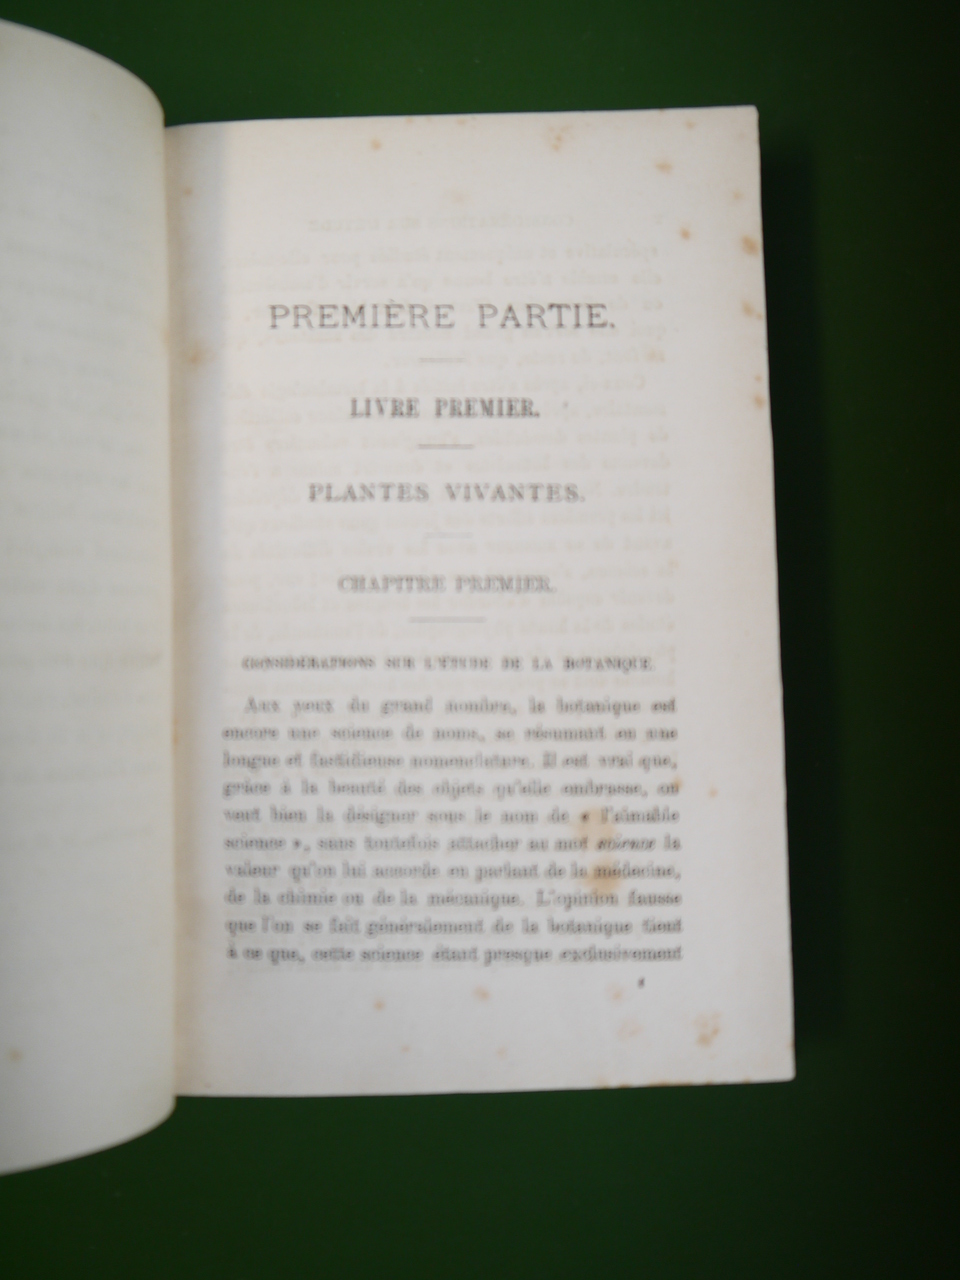 PREMIÈRE PARTIE.
LIVRE PREMIER.
PLANTES VIVANTES.
CHAPITRE PREMIER.
CONSIDÉRATIONS SUR L'ÉTUDE DE LA BOTANIQUE.
Aux yeux du grand nombre, la botanique est
encore une science de noms, se résumant en une
longue et fastidieuse nomenclature. Il est vrai que,
grâce à la beauté des objets qu'elle embrasse, on
veut bien la désigner sous le nom de « l'aimable
science », sans toutefois attacher au mot science la
valeur qu'on lui accorde en parlant de la médecine,
de la chimie ou de la mécanique. L'opinion fausse
que l'on se fait généralement de la botanique tient
à ce que, cette science étant presque exclusivement